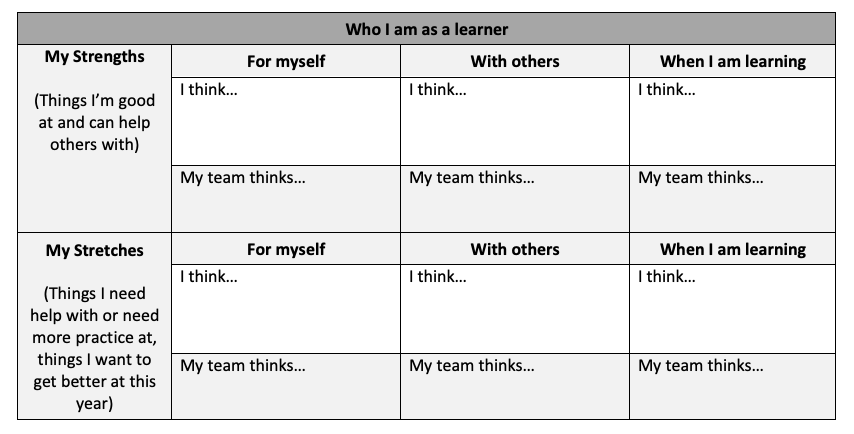 Who I am as a learner
My Strengths
(Things I’m good
at and can help
others with)
For myself
With others
When I am learning
I think...
I think...
I think...
My team thinks...
My team thinks...
My team thinks...
My Stretches
(Things I need
help with or need
more practice at,
things I want to
get better at this
year)
For myself
With others
When I am learning
I think...
I think...
I think...
My team thinks...
My team thinks...
My team thinks...